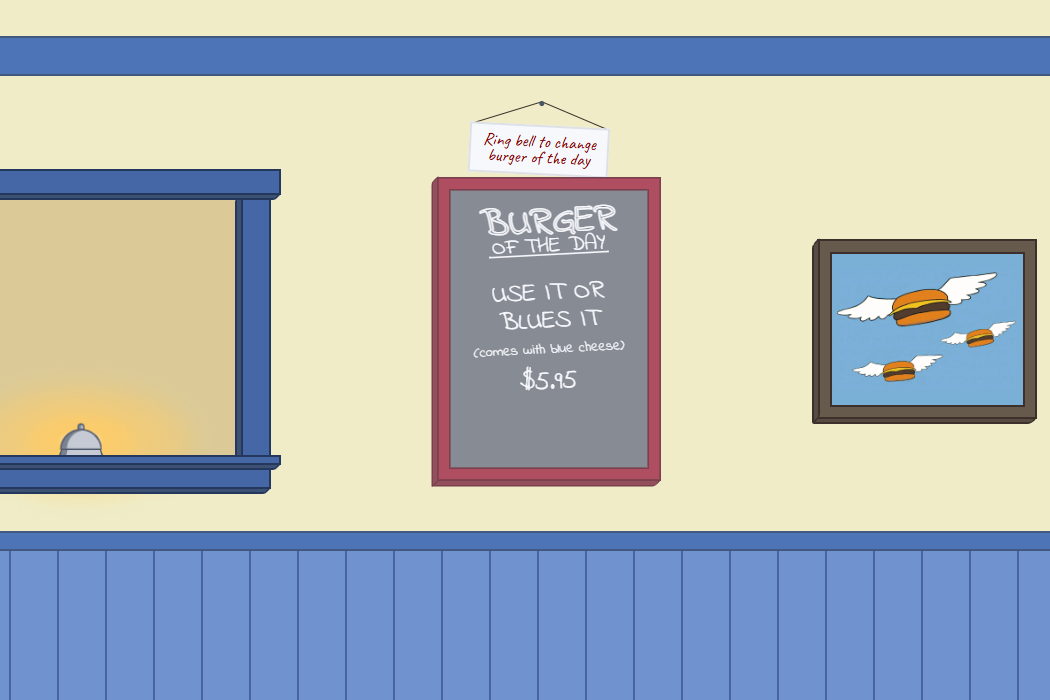 Ring bell to change
burger of the day
BURGER
OF THE DAY
USE IT OR
BLUES IT
(comes with blue cheese)
$5.95